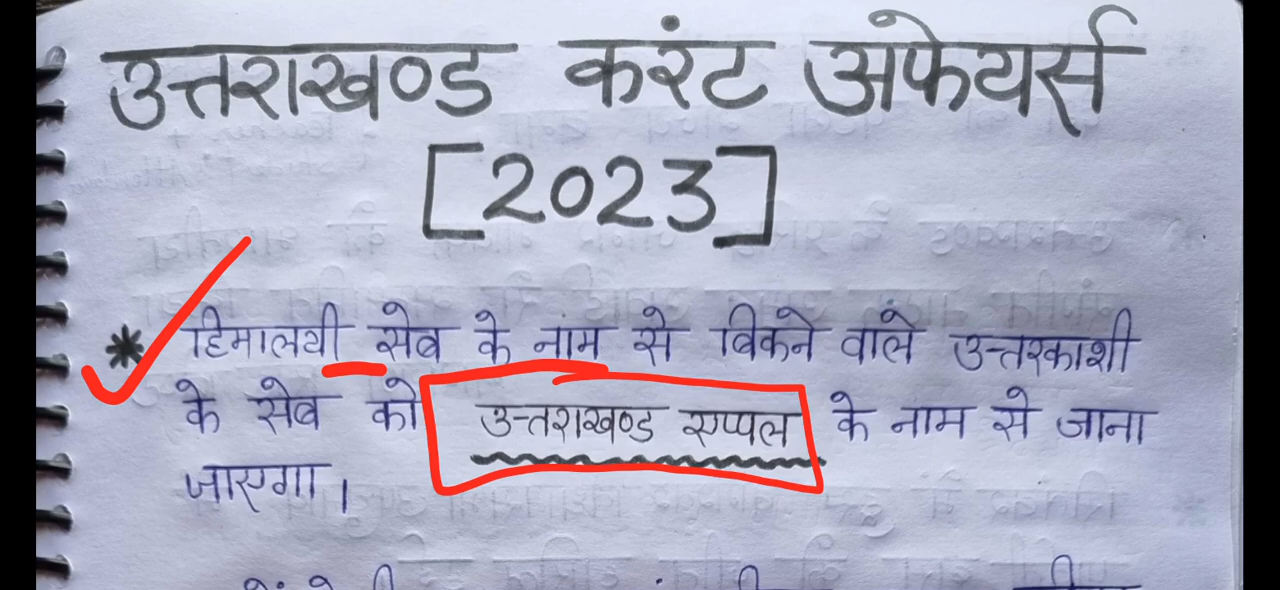 उत्तराखण्ड करंट अफेयर्स
[2023]
* हिमालयी सेब के नाम से बिकने वाले उत्तरकाशी
के सेब को उत्तराखण्ड एप्पल के नाम से जाना
जाएगा।